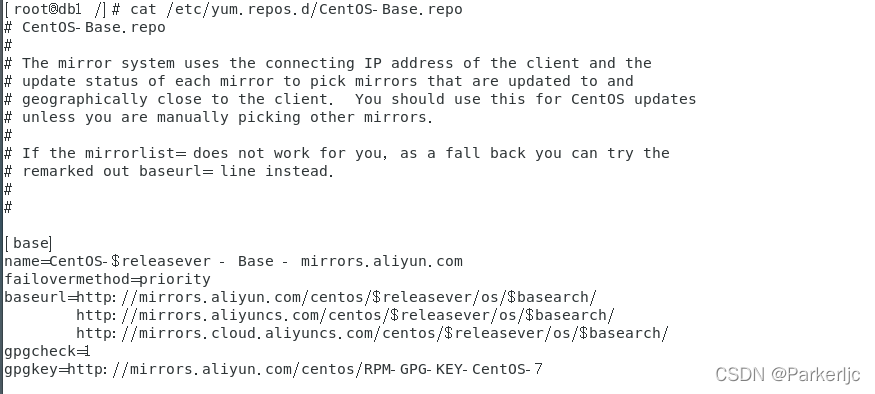 [root@db1 /]# cat /etc/yum.repos.d/CentOS-Base.repo
# CentOS-Base.repo
#
# The mirror system uses the connecting IP address of the client and the
# update status of each mirror to pick mirrors that are updated to and
# geographically close to the client.  You should use this for CentOS updates
# unless you are manually picking other mirrors.
#
# If the mirrorlist= does not work for you, as a fall back you can try the
# remarked out baseurl= line instead.
#
#

[base]
name=CentOS-$releasever - Base - mirrors.aliyun.com
failovermethod=priority
baseurl=http://mirrors.aliyun.com/centos/$releasever/os/$basearch/
        http://mirrors.aliyuncs.com/centos/$releasever/os/$basearch/
        http://mirrors.cloud.aliyuncs.com/centos/$releasever/os/$basearch/
gpgcheck=1
gpgkey=http://mirrors.aliyun.com/centos/RPM-GPG-KEY-CentOS-7
CSDN @Parkerljc